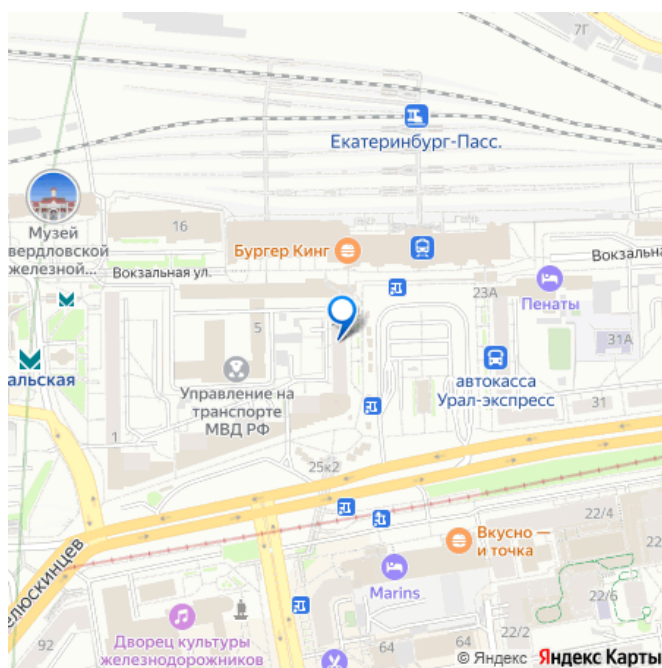 7Г
Екатеринбург-Пасс.
Музей
вердловской
железной...
16
Бургер Кинг
Вокзальная ул.
Вокзальна
23А
Пенаты
5
31А
альская
Управление на
транспорте
МВД РФ
автокасса
Урал-экспресс
31
1
25к2
22/4
Вкусно —
и точка
елюскинцев
Marins
22/6
92
Дворец культуры
железнодорожников
64
64
22/2
© Яндекс Яндекс Карты